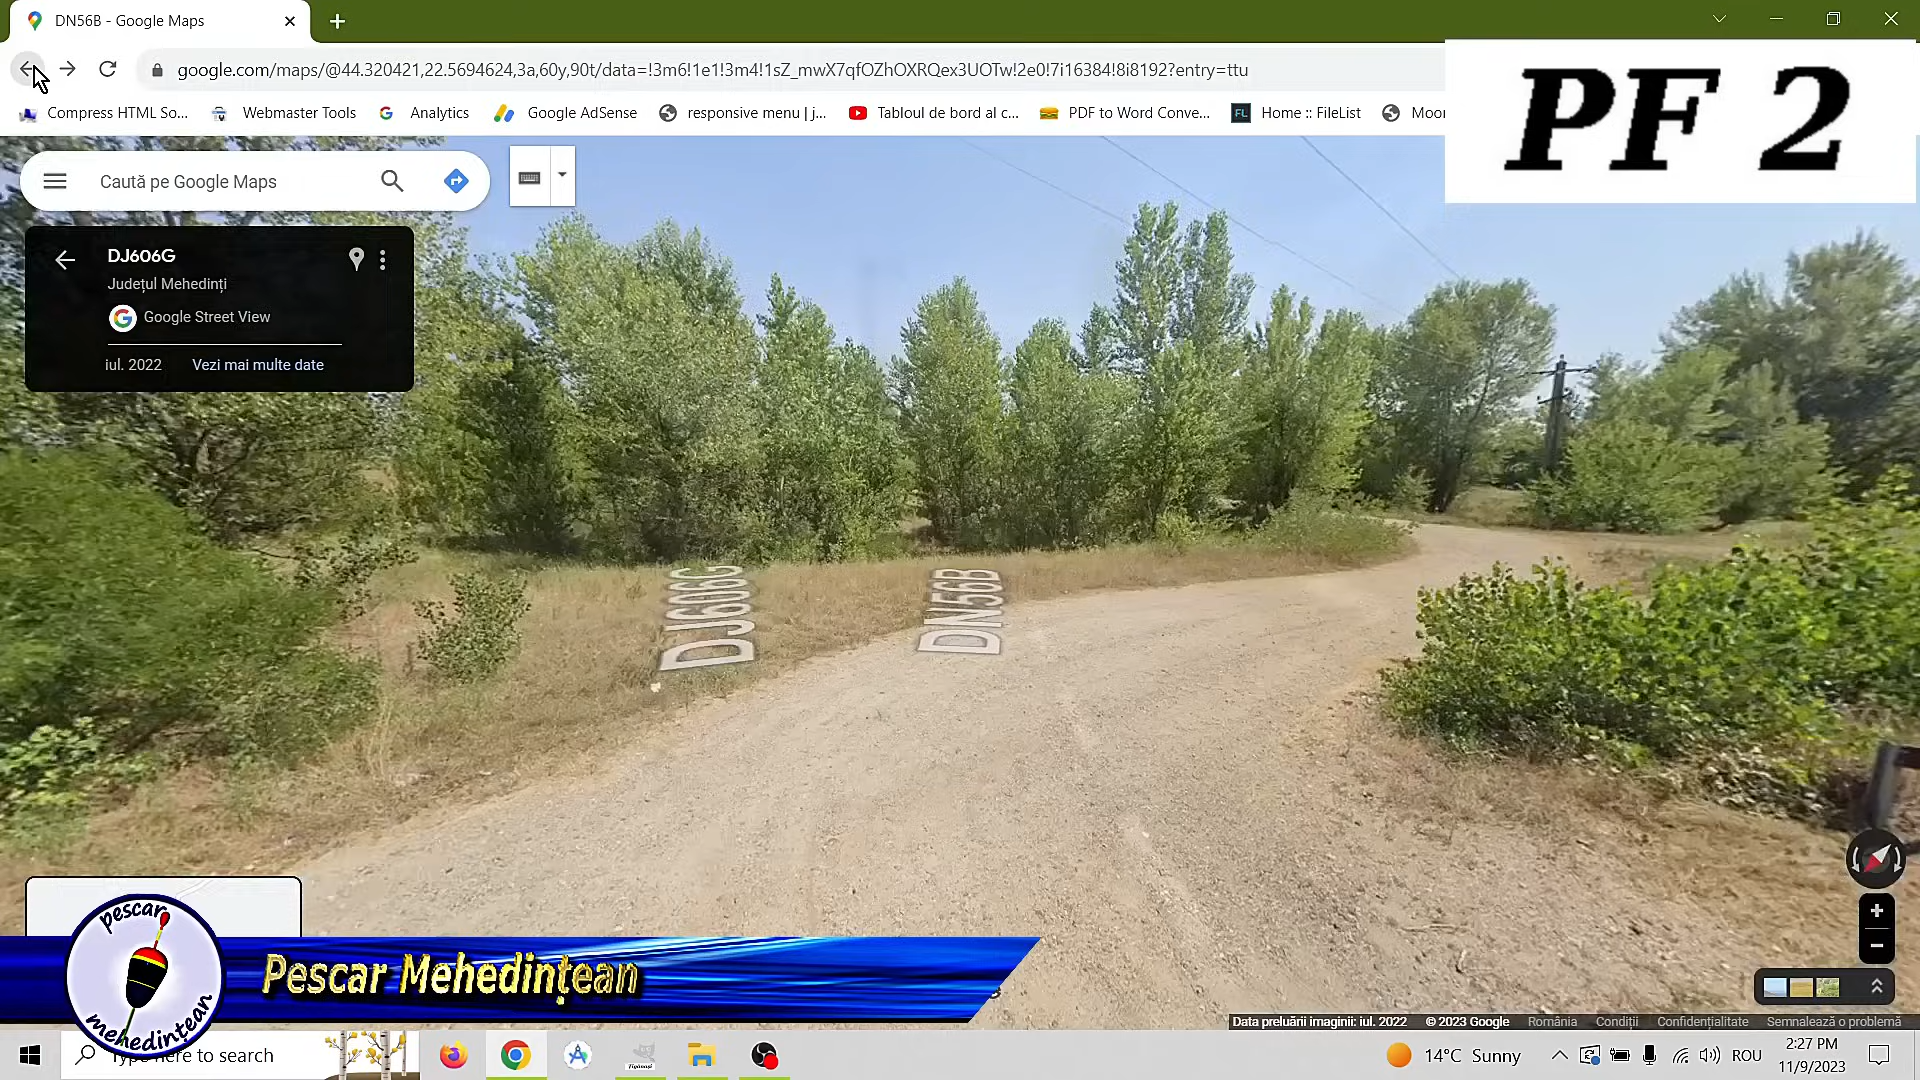 DN56B - Google Maps
google.com/maps/@44.320421,22.5694624,3a,60y,90t/data=!3m6!1e1!3m4!1sZ_mwX7qfOZhOXRQex3UOTw!2e0!7i16384!8i8192?entry=ttu
Compress HTML So...
Webmaster Tools
Analytics
Google AdSense
responsive menu | j...
Tabloul de bord al c...
PDF to Word Conve...
FL
Home :: FileList
Moor
PF 2
Caută pe Google Maps
DJ606G
Județul Mehedinți
Google Street View
iul. 2022
Vezi mai multe date
DJ606G
DN56B
pescar
mehedințean
Pescar Mehedințean
Data preluării imaginii: iul. 2022
© 2023 Google
România
Condiții
Confidențialitate
Semnalează o problemă
Type here to search
14°C Sunny
ROU
2:27 PM
11/9/2023